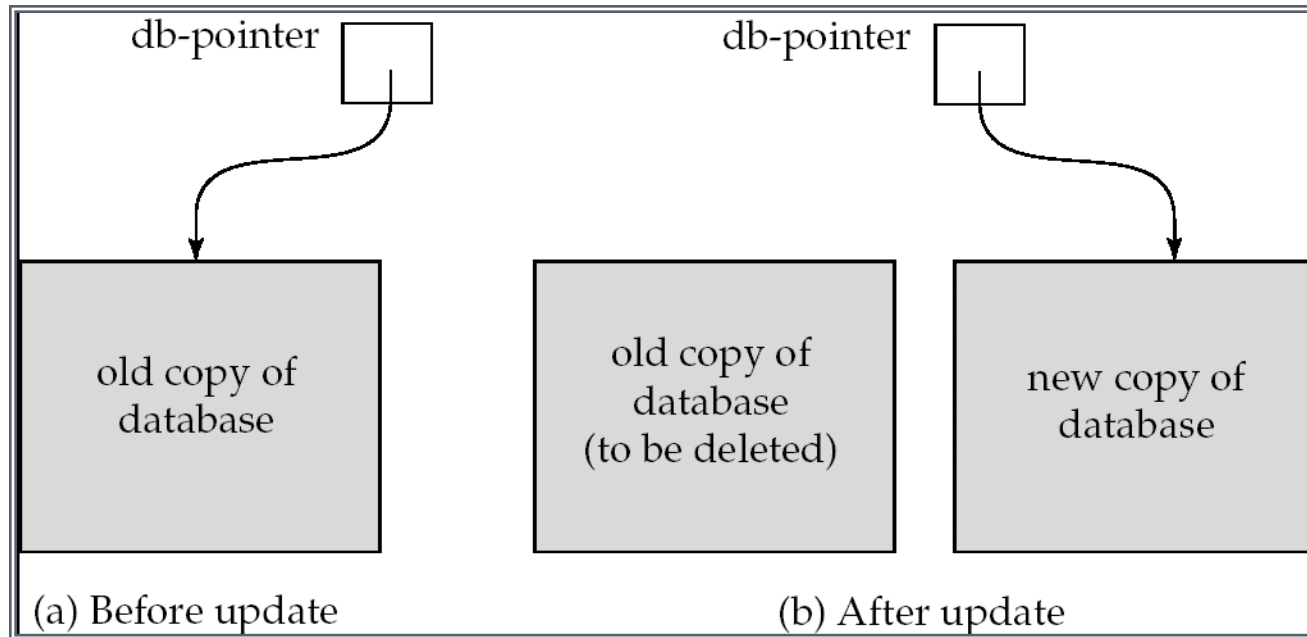 db-pointer
old copy of
database
(a) Before update
db-pointer
old copy of
database
(to be deleted)
new copy of
database
(b) After update